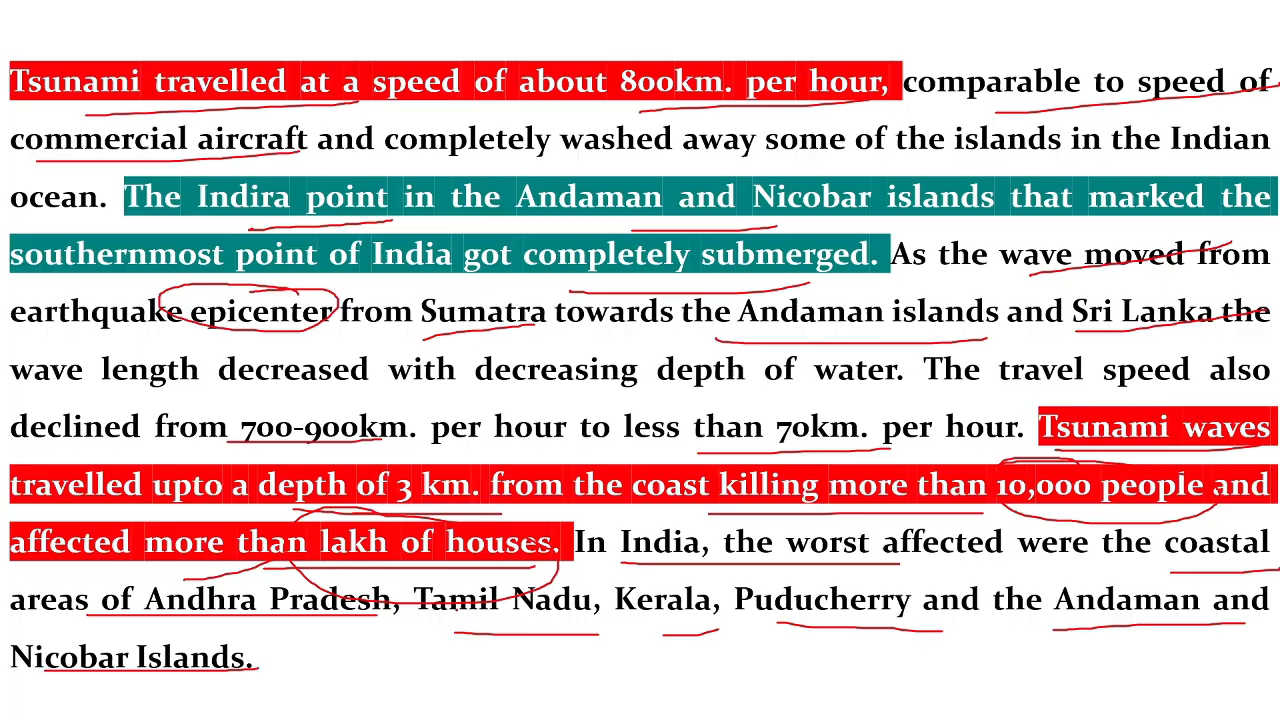 Tsunami travelled at a speed of about 800km. per hour, comparable to speed of
commercial aircraft and completely washed away some of the islands in the Indian
ocean. The Indira point in the Andaman and Nicobar islands that marked the
southernmost point of India got completely submerged. As the wave moved from
earthquake epicenter from Sumatra towards the Andaman islands and Sri Lanka the
wave length decreased with decreasing depth of water. The travel speed also
declined from 700-900km. per hour to less than 70km. per hour. Tsunami waves
travelled upto a depth of 3 km. from the coast killing more than 10,000 people and
affected more than lakh of houses. In India, the worst affected were the coastal
areas of Andhra Pradesh, Tamil Nadu, Kerala, Puducherry and the Andaman and
Nicobar Islands.